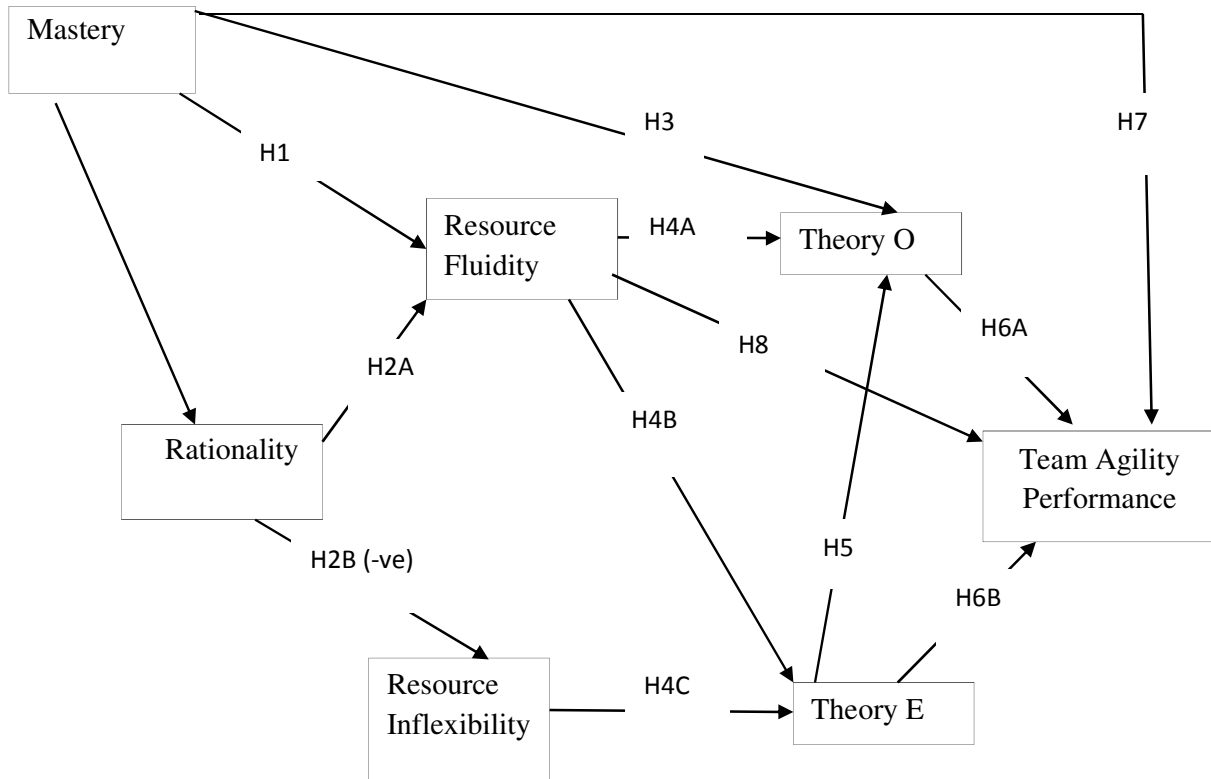 Mastery
H3
H7
H1
Resource
Fluidity
H4A
Theory O
H8
H6A
H2A
H4B
Rationality
Team Agility
Performance
H2B (-ve)
H5
H6B
Resource
Inflexibility
H4C
Theory E